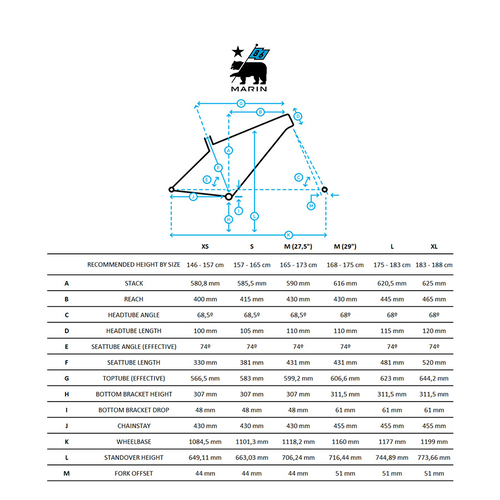 MARIN
G
B
D
C
A
E
F
E
J
I
H
L
M
K
XS S M (27,5") M (29") L XL
RECOMMENDED HEIGHT BY SIZE 146 - 157 cm 157 - 165 cm 165 - 173 cm 168 - 175 cm 175 - 183 cm 183 - 188 cm
A STACK 580,8 mm 585,5 mm 590 mm 616 mm 620,5 mm 625 mm
B REACH 400 mm 415 mm 430 mm 430 mm 445 mm 465 mm
C HEADTUBE ANGLE 68,5º 68,5º 68,5º 68º 68º 68º
D HEADTUBE LENGTH 100 mm 105 mm 110 mm 110 mm 115 mm 120 mm
E SEATTUBE ANGLE (EFFECTIVE) 74º 74º 74º 74º 74º 74º
F SEATTUBE LENGTH 330 mm 381 mm 431 mm 431 mm 481 mm 520 mm
G TOPTUBE (EFFECTIVE) 566,5 mm 583 mm 599,2 mm 606,6 mm 623 mm 644,2 mm
H BOTTOM BRACKET HEIGHT 307 mm 307 mm 307 mm 311,5 mm 311,5 mm 311,5 mm
I BOTTOM BRACKET DROP 48 mm 48 mm 48 mm 61 mm 61 mm 61 mm
J CHAINSTAY 430 mm 430 mm 430 mm 455 mm 455 mm 455 mm
K WHEELBASE 1084,5 mm 1101,3 mm 1118,2 mm 1160 mm 1177 mm 1199 mm
L STANDOVER HEIGHT 649,11 mm 663,03 mm 706,24 mm 716,44 mm 744,89 mm 773,66 mm
M FORK OFFSET 44 mm 44 mm 44 mm 51 mm 51 mm 51 mm